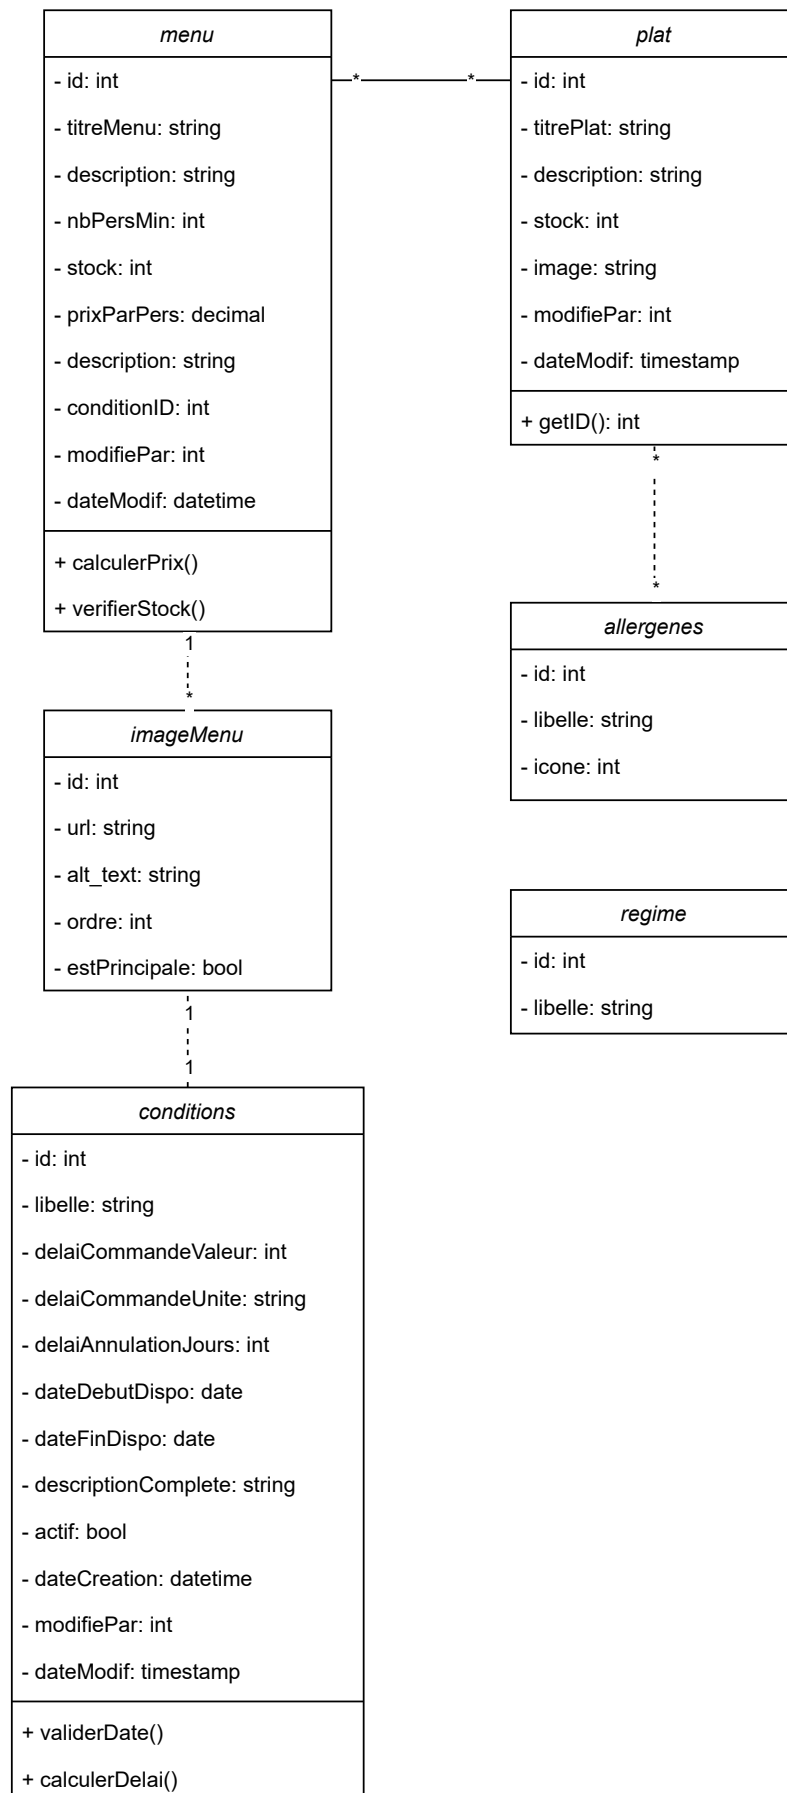 menu
- id: int
- titreMenu: string
- description: string
- nbPersMin: int
- stock: int
- prixParPers: decimal
- description: string
- conditionID: int
- modifiePar: int
- dateModif: datetime
+ calculerPrix()
+ verifierStock()
*
*
plat
- id: int
- titrePlat: string
- description: string
- stock: int
- image: string
- modifiePar: int
- dateModif: timestamp
+ getID(): int
*
*
allergenes
- id: int
- libelle: string
- icone: int
1
*
imageMenu
- id: int
- url: string
- alt_text: string
- ordre: int
- estPrincipale: bool
regime
- id: int
- libelle: string
1
1
conditions
- id: int
- libelle: string
- delaiCommandeValeur: int
- delaiCommandeUnite: string
- delaiAnnulationJours: int
- dateDebutDispo: date
- dateFinDispo: date
- descriptionComplete: string
- actif: bool
- dateCreation: datetime
- modifiePar: int
- dateModif: timestamp
+ validerDate()
+ calculerDelai()